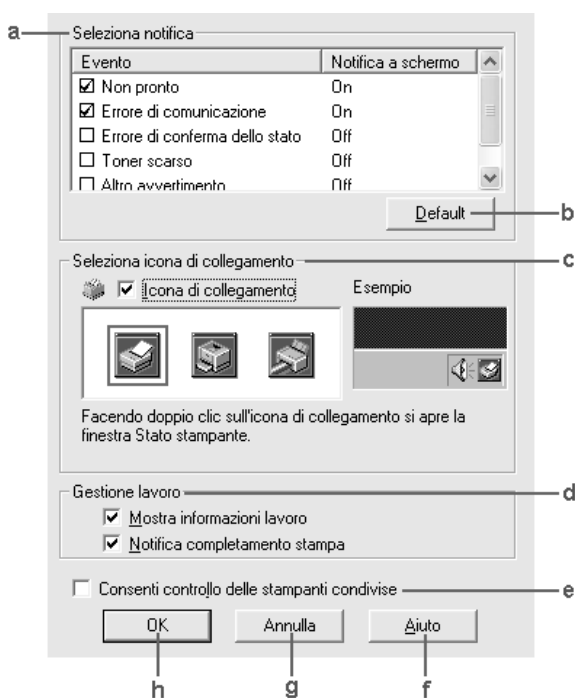 a Seleziona notifica
Evento Notifica a schermo
Non pronto On
Errore di comunicazione On
Errore di conferma dello stato Off
Toner scarso Off
Altro avvertimento Off
Default b
Seleziona icona di collegamento c
Icona di collegamento Esempio
Facendo doppio clic sull'icona di collegamento si apre la
finestra Stato stampante.
Gestione lavoro d
Mostra informazioni lavoro
Notifica completamento stampa
Consenti controllo delle stampanti condivise e
OK Annulla Aiuto
h g f